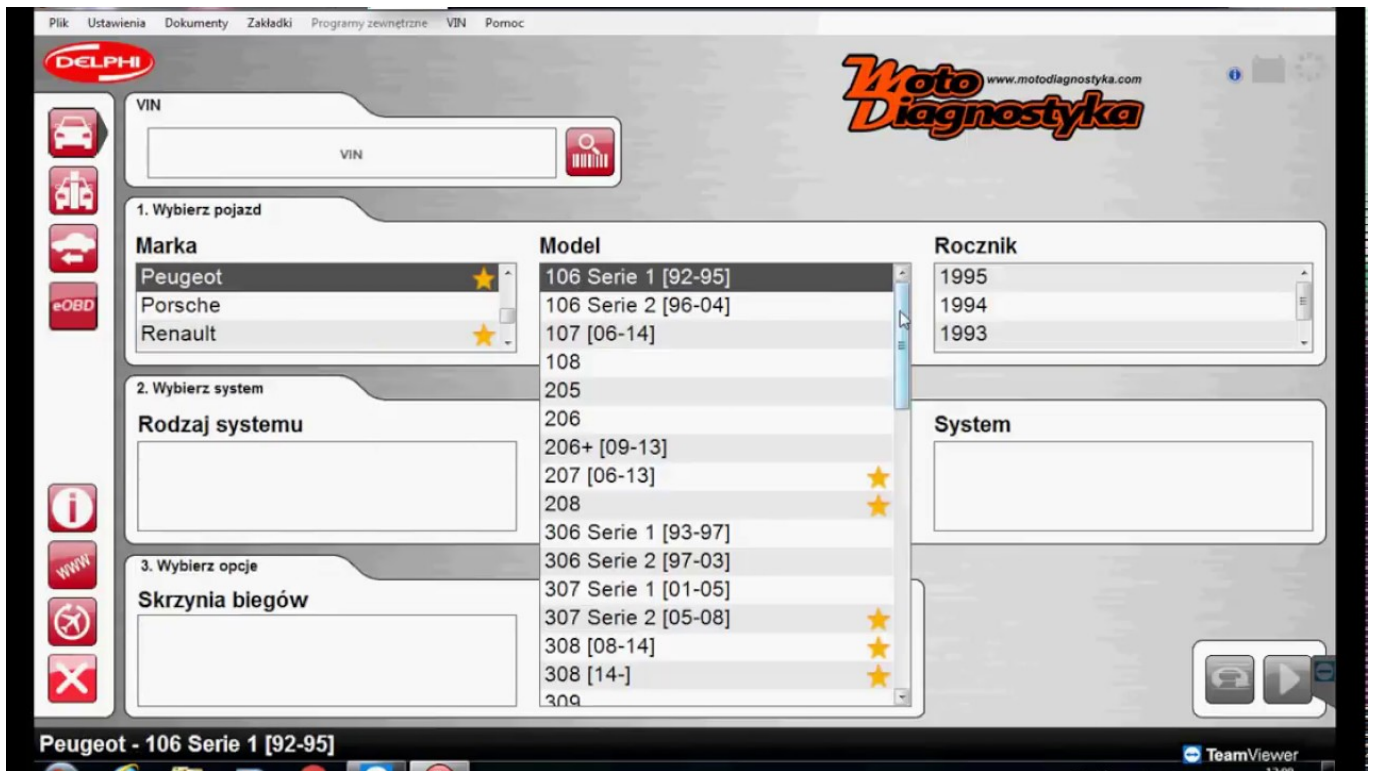 Plik Ustawienia Dokumenty Zakładki Programy zewnętrzne VIN Pomoc
DELPHI
Moto www.motodiagnostyka.com
Diagnostyka
VIN
VIN
1. Wybierz pojazd
Marka
Peugeot
Porsche
Renault
Model
106 Serie 1 [92-95]
106 Serie 2 [96-04]
107 [06-14]
108
205
206
206+ [09-13]
207 [06-13]
208
306 Serie 1 [93-97]
306 Serie 2 [97-03]
307 Serie 1 [01-05]
307 Serie 2 [05-08]
308 [08-14]
308 [14-]
309
Rocznik
1995
1994
1993
eOBD
2. Wybierz system
Rodzaj systemu
System
www
3. Wybierz opcje
Skrzynia biegów
Peugeot - 106 Serie 1 [92-95]
TeamViewer